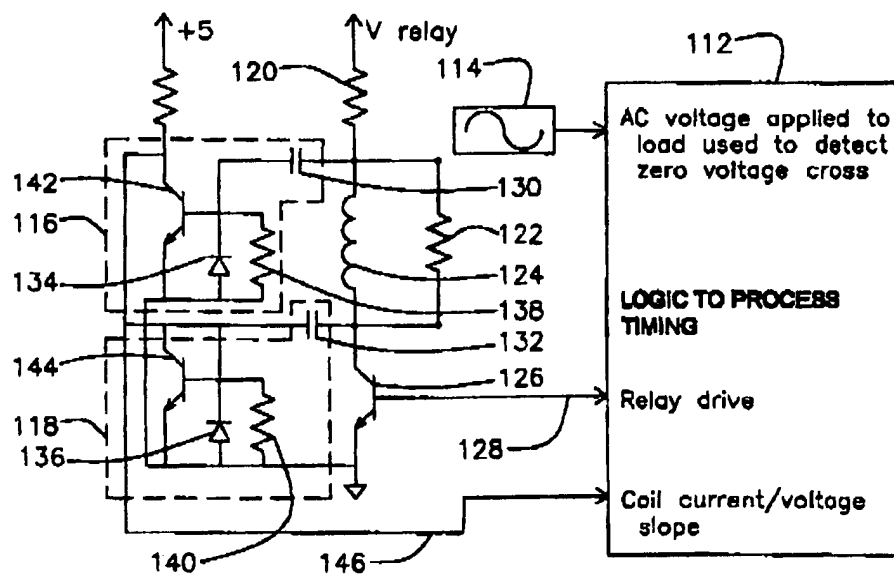 +5
V relay
120
114
112
AC voltage applied to
load used to detect
zero voltage cross
142
130
116
122
134
124
138
LOGIC TO PROCESS
TIMING
132
144
126
Relay drive
118
128
136
Coil current/voltage
slope
140
146